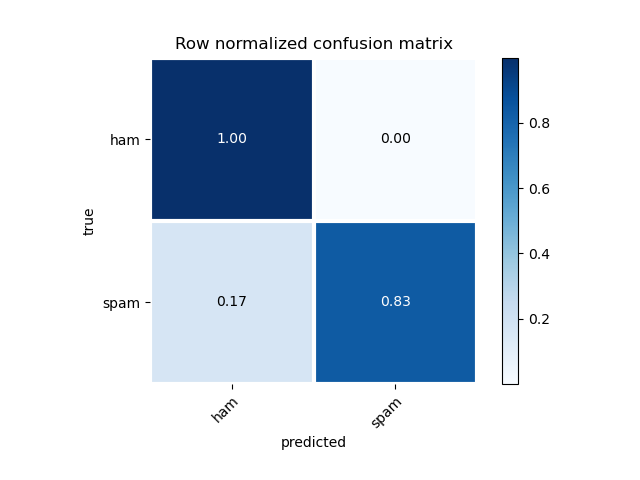 Row normalized confusion matrix
ham
1.00
0.00
spam
0.17
0.83
true
ham
spam
predicted
0.8
0.6
0.4
0.2